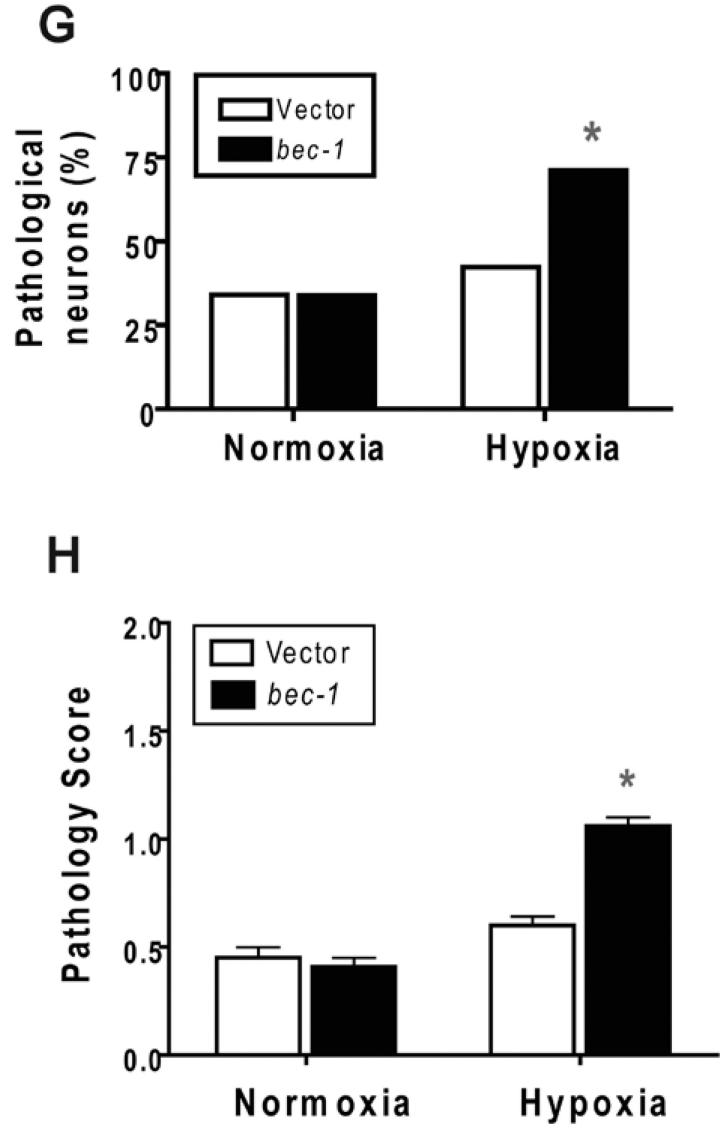 G
Pathological
neurons (%)
100
75
50
25
0
Vector
bec-1
*
Normoxia Hypoxia
H
Pathology Score
2.0
1.5
1.0
0.5
0.0
Vector
bec-1
*
Normoxia Hypoxia